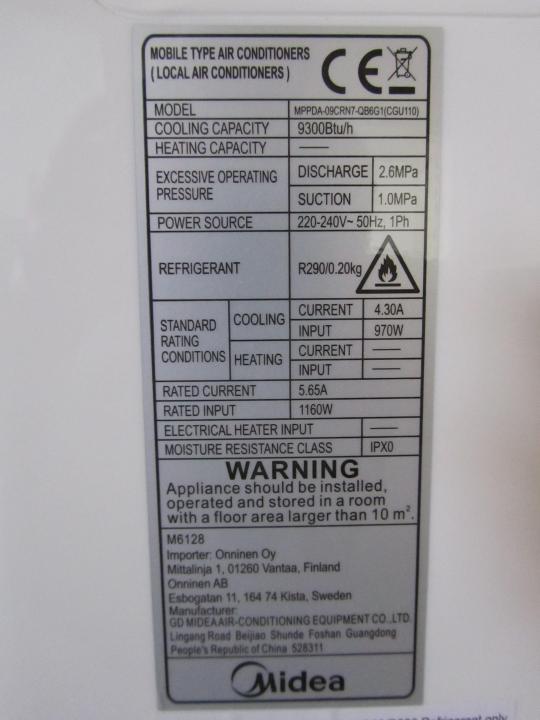 MOBILE TYPE AIR CONDITIONERS
( LOCAL AIR CONDITIONERS )
CE
MODEL MPPDA-09CRN7-QB6G1(CGU110)
COOLING CAPACITY 9300Btu/h
HEATING CAPACITY ——
EXCESSIVE OPERATING PRESSURE DISCHARGE 2.6MPa
SUCTION 1.0MPa
POWER SOURCE 220-240V~ 50Hz, 1Ph
REFRIGERANT R290/0.20kg
STANDARD RATING CONDITIONS COOLING CURRENT 4.30A
INPUT 970W
HEATING CURRENT ——
INPUT ——
RATED CURRENT 5.65A
RATED INPUT 1160W
ELECTRICAL HEATER INPUT ——
MOISTURE RESISTANCE CLASS IPX0
WARNING
Appliance should be installed,
operated and stored in a room
with a floor area larger than 10 m².
M6128
Importer: Onninen Oy
Mittalinja 1, 01260 Vantaa, Finland
Onninen AB
Esbogatan 11, 164 74 Kista, Sweden
Manufacturer:
GD MIDEA AIR-CONDITIONING EQUIPMENT CO.,LTD.
Lingang Road Beijiao Shunde Foshan Guangdong
People's Republic of China 528311
Midea
Refrigerant only